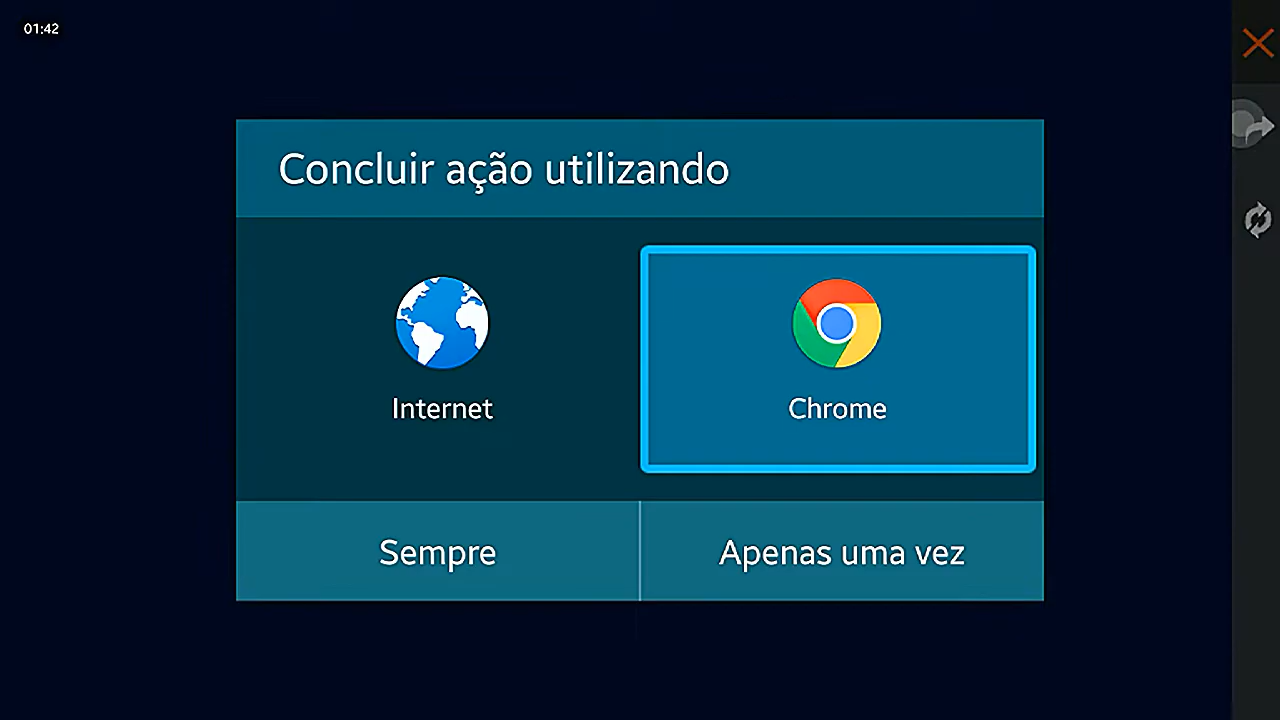 01:42
Concluir ação utilizando
Internet
Chrome
Sempre
Apenas uma vez